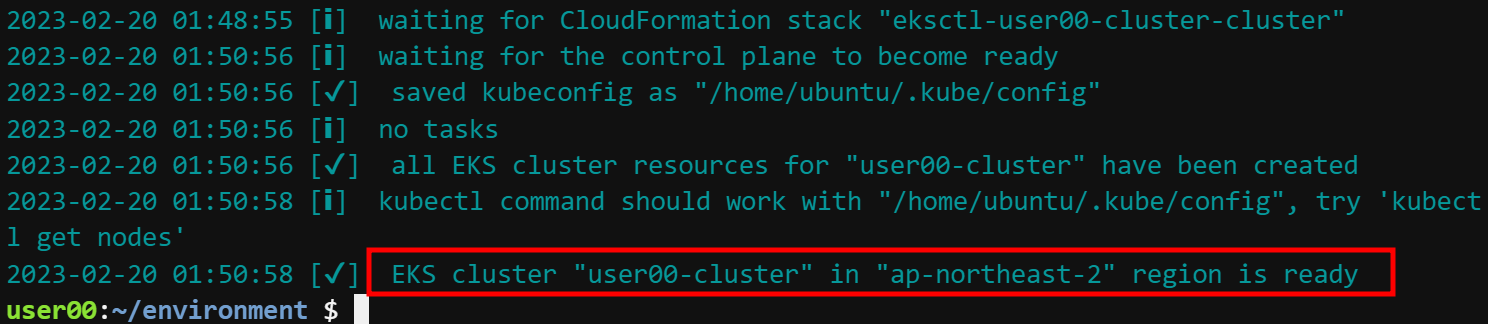 2023-02-20 01:48:55 [ℹ]  waiting for CloudFormation stack "eksctl-user00-cluster-cluster"
2023-02-20 01:50:56 [ℹ]  waiting for the control plane to become ready
2023-02-20 01:50:56 [✔]  saved kubeconfig as "/home/ubuntu/.kube/config"
2023-02-20 01:50:56 [ℹ]  no tasks
2023-02-20 01:50:56 [✔]  all EKS cluster resources for "user00-cluster" have been created
2023-02-20 01:50:58 [ℹ]  kubectl command should work with "/home/ubuntu/.kube/config", try 'kubect
l get nodes'
2023-02-20 01:50:58 [✔]  EKS cluster "user00-cluster" in "ap-northeast-2" region is ready
user00:~/environment $